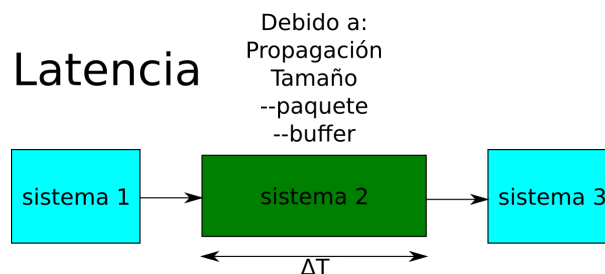 Latencia
Debido a:
Propagación
Tamaño
--paquete
--buffer
sistema 1
sistema 2
sistema 3
ΔT